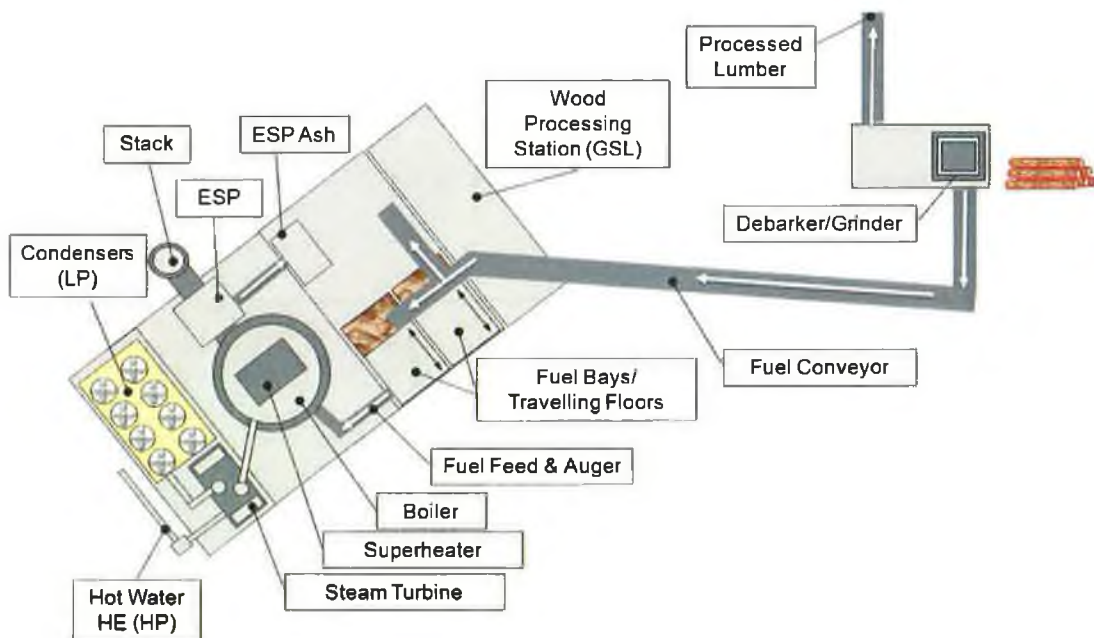 Processed
Lumber
Wood
Processing
Station (GSL)
ESP Ash
Stack
ESP
Condensers
(LP)
Debarker/Grinder
Fuel Conveyor
Fuel Bays/
Travelling Floors
Fuel Feed & Auger
Boiler
Superheater
Steam Turbine
Hot Water
HE (HP)